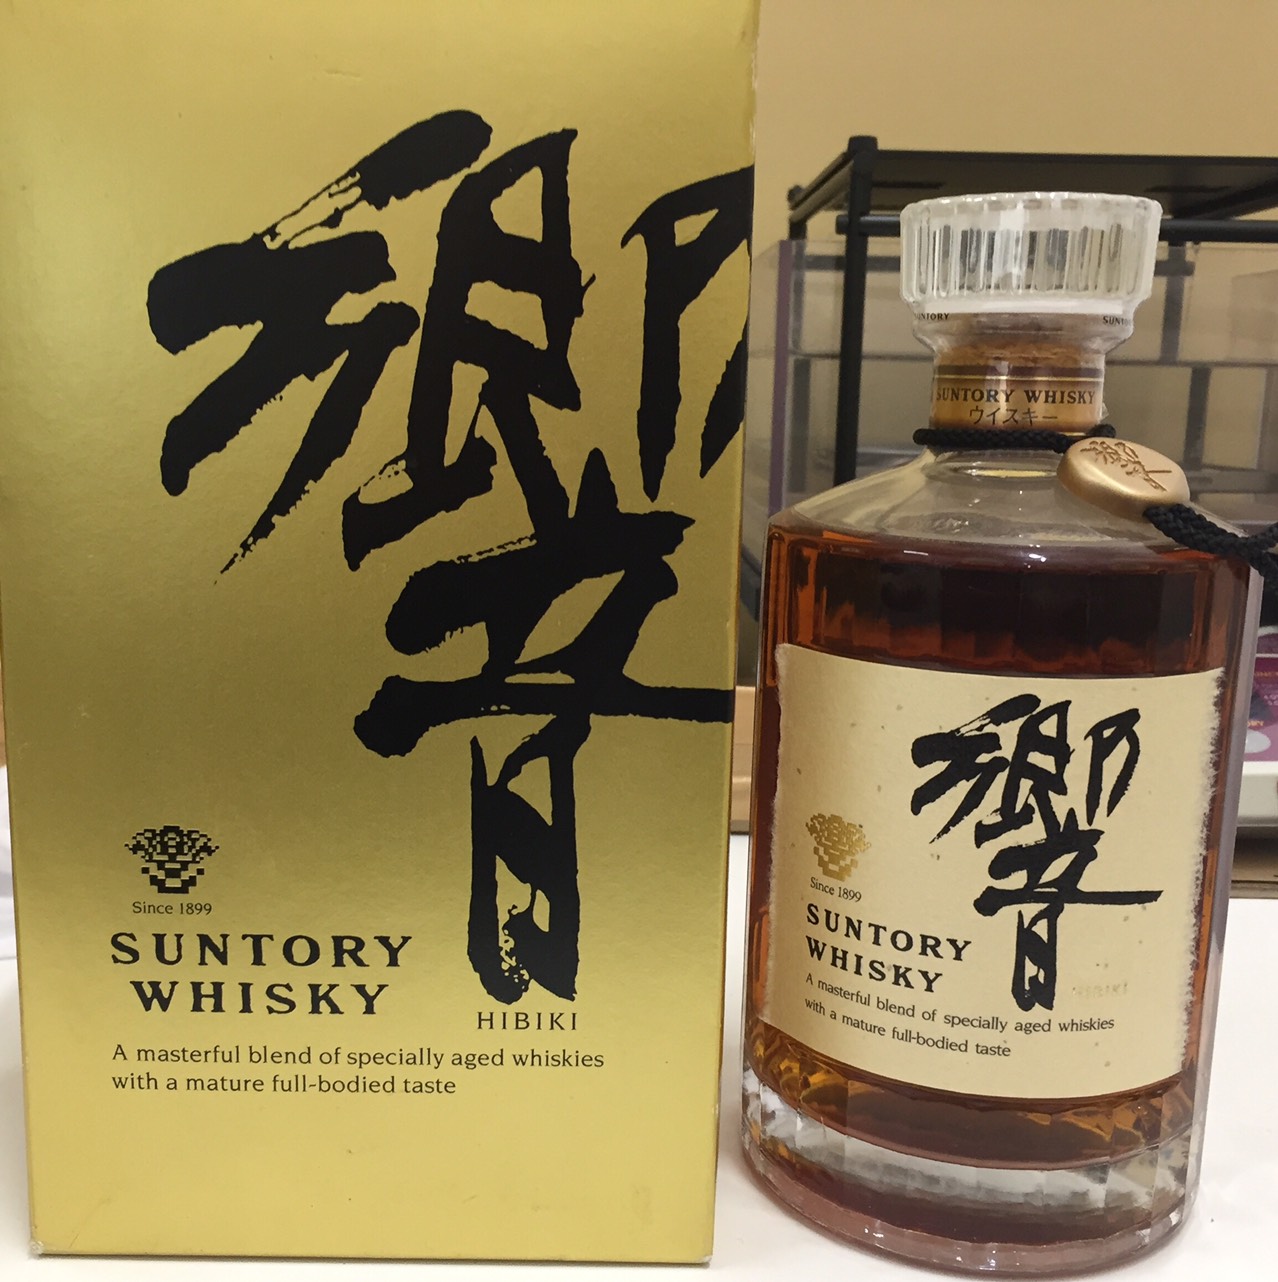 響
Since 1899
SUNTORY
WHISKY
HIBIKI
A masterful blend of specially aged whiskies
with a mature full-bodied taste
SUNTORY
SUNTORY WHISKY
ウイスキー
響
響
Since 1899
SUNTORY
WHISKY
HIBIKI
A masterful blend of specially aged whiskies
with a mature full-bodied taste